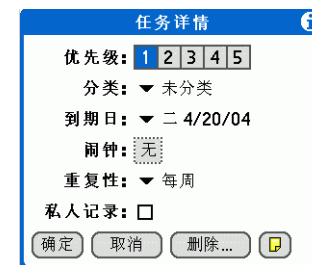 任务详情
优先级: 1 2 3 4 5
分类: 未分类
到期日: 二 4/20/04
闹钟: 无
重复性: 每周
私人记录:
确定 取消 删除...